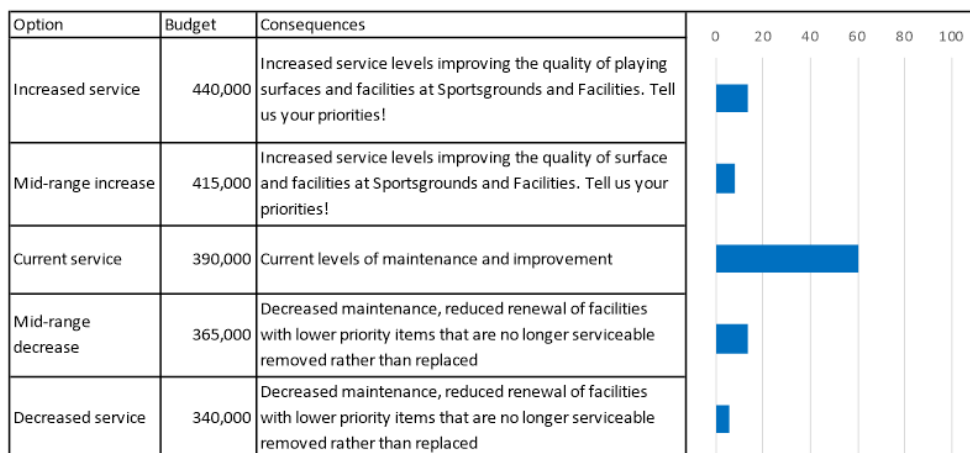 Option Budget Consequences
0 20 40 60 80 100
Increased service 440,000 Increased service levels improving the quality of playing
surfaces and facilities at Sportsgrounds and Facilities. Tell
us your priorities!
Mid-range increase 415,000 Increased service levels improving the quality of surface
and facilities at Sportsgrounds and Facilities. Tell us your
priorities!
Current service 390,000 Current levels of maintenance and improvement
Mid-range
decrease
365,000
Decreased maintenance, reduced renewal of facilities
with lower priority items that are no longer serviceable
removed rather than replaced
Decreased service 340,000 Decreased maintenance, reduced renewal of facilities
with lower priority items that are no longer serviceable
removed rather than replaced